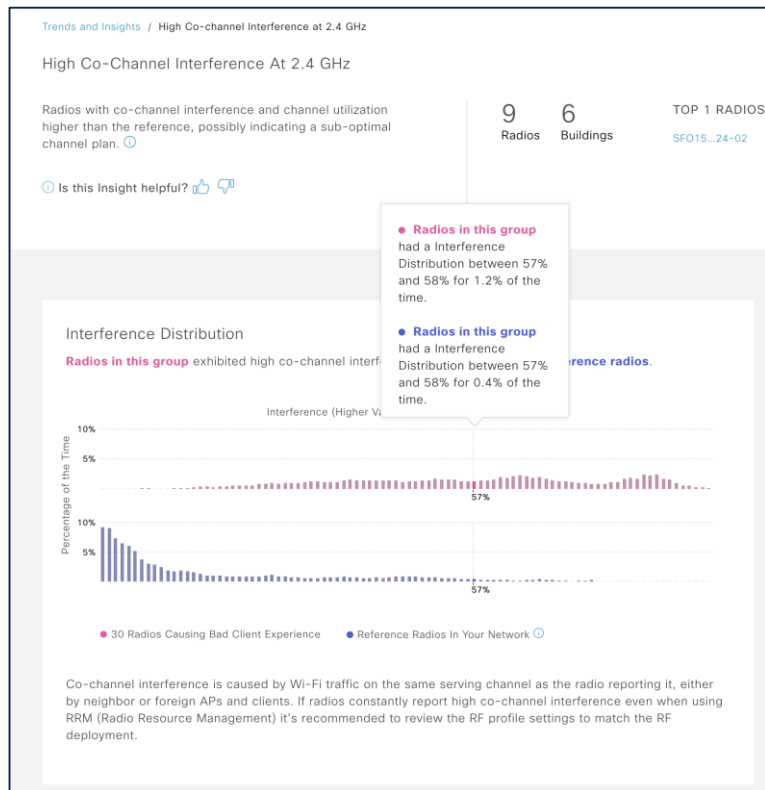 Trends and Insights / High Co-Channel Interference at 2.4 GHz
High Co-Channel Interference At 2.4 GHz
Radios with co-channel interference and channel utilization
higher than the reference, possibly indicating a sub-optimal
channel plan.
Is this Insight helpful?
9
Radios
6
Buildings
TOP 1 RADIOS
SFO15...24-02
Radios in this group
had a Interference
Distribution between 57%
and 58% for 1.2% of the
time.
Radios in this group
had a Interference
Distribution between 57%
and 58% for 0.4% of the
time.
Interference Distribution
Radios in this group exhibited high co-channel interf erence radios.
Interference (Higher Va
Percentage of the Time
10%
5%
57%
10%
5%
57%
30 Radios Causing Bad Client Experience
Reference Radios In Your Network
Co-channel interference is caused by Wi-Fi traffic on the same serving channel as the radio reporting it, either
by neighbor or foreign APs and clients. If radios constantly report high co-channel interference even when using
RRM (Radio Resource Management) it's recommended to review the RF profile settings to match the RF
deployment.